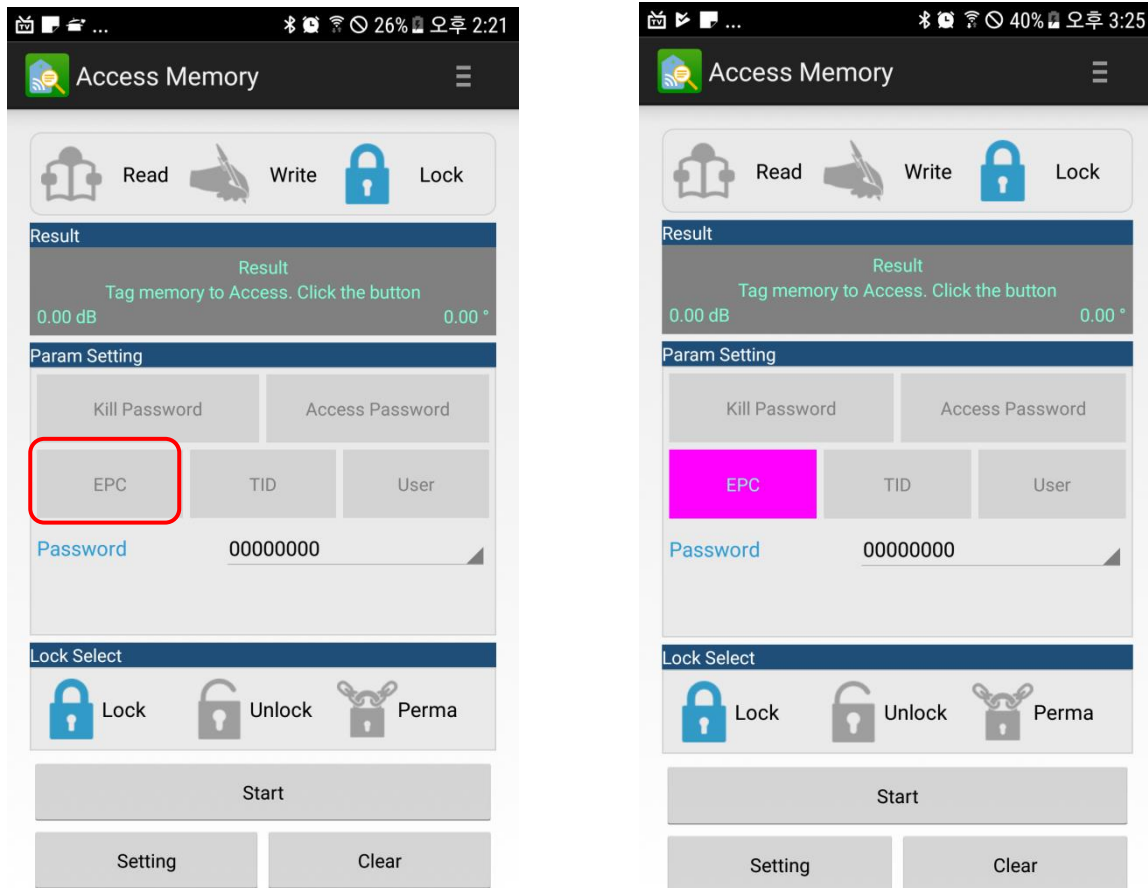 ... 26% 오후 2:21
Access Memory
Read Write Lock
Result
Result
Tag memory to Access. Click the button
0.00 dB 0.00 °
Param Setting
Kill Password Access Password
EPC TID User
Password 00000000
Lock Select
Lock Unlock Perma
Start
Setting Clear
... 40% 오후 3:25
Access Memory
Read Write Lock
Result
Result
Tag memory to Access. Click the button
0.00 dB 0.00 °
Param Setting
Kill Password Access Password
EPC TID User
Password 00000000
Lock Select
Lock Unlock Perma
Start
Setting Clear